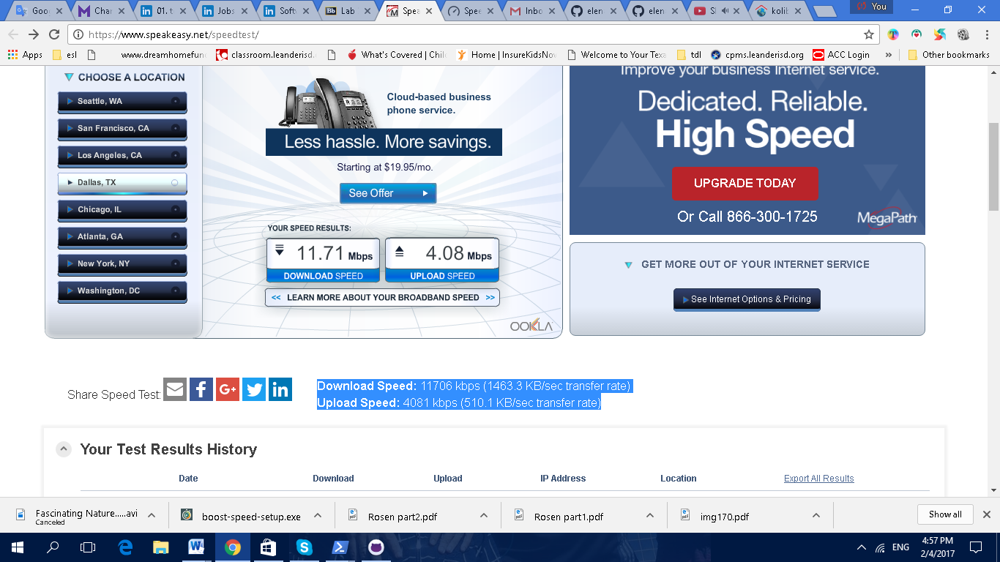 Goo
Chan
01. t
Jobs
Softw
Lab
Spea
Spee
Inbo
elen
elen
kolib
You
https://www.speakeasy.net/speedtest/
Apps
esl
www.dreamhomefun
classroom.leanderisd.
What's Covered | Chil
Home | InsureKidsNo
Welcome to Your Texa
tdl
cpms.leanderisd.org
ACC Login
»
Other bookmarks
CHOOSE A LOCATION
Seattle, WA
San Francisco, CA
Los Angeles, CA
Dallas, TX
Chicago, IL
Atlanta, GA
New York, NY
Washington, DC
Cloud-based business
phone service.
Less hassle. More savings.
Starting at $19.95/mo.
See Offer
YOUR SPEED RESULTS:
11.71 Mbps
DOWNLOAD SPEED
4.08 Mbps
UPLOAD SPEED
<< LEARN MORE ABOUT YOUR BROADBAND SPEED >>
OOKLA
Improve your business Internet service.
Dedicated. Reliable.
High Speed
UPGRADE TODAY
Or Call 866-300-1725
MegaPath
GET MORE OUT OF YOUR INTERNET SERVICE
See Internet Options & Pricing
Share Speed Test:
Download Speed: 11706 kbps (1463.3 KB/sec transfer rate)
Upload Speed: 4081 kbps (510.1 KB/sec transfer rate)
Your Test Results History
Date Download Upload IP Address Location Export All Results
Fascinating Nature.....avi
Canceled
boost-speed-setup.exe
Rosen part2.pdf
Rosen part1.pdf
img170.pdf
Show all
ENG
4:57 PM
2/4/2017